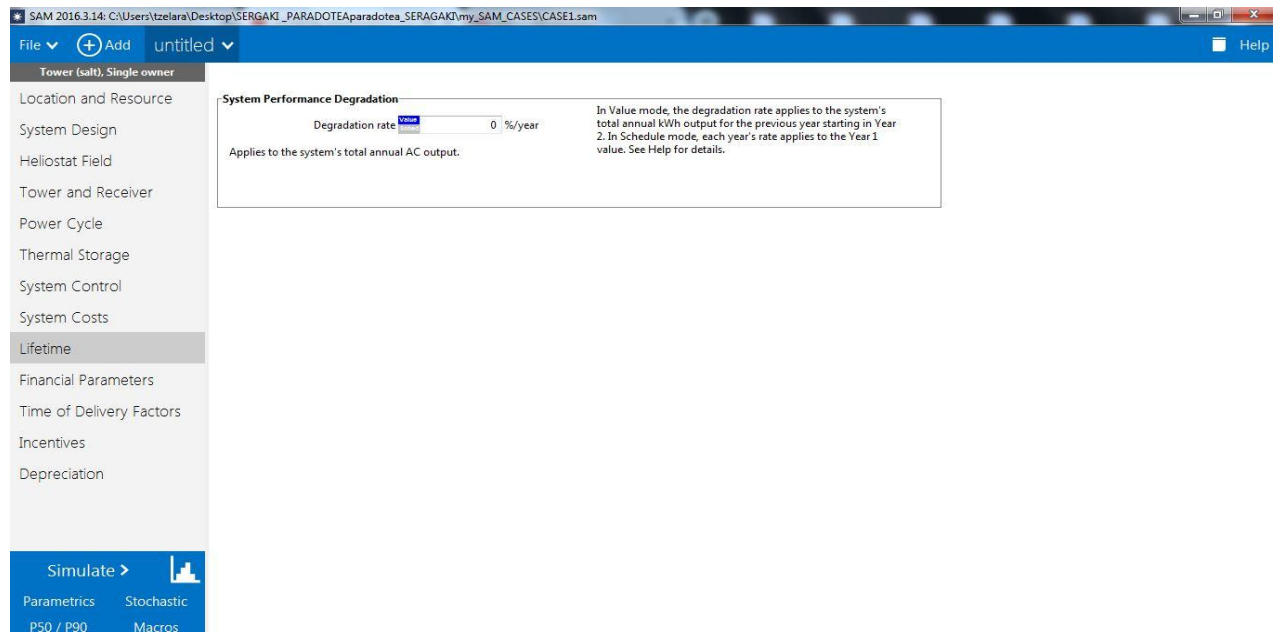 SAM 2016.3.14: C:\Users\tzelara\Desktop\SERGAKI _PARADOTEAparadotea_SERAGAKI\my_SAM_CASES\CASE1.sam
File Add untitled Help
Tower (salt), Single owner
Location and Resource
System Design
Heliostat Field
Tower and Receiver
Power Cycle
Thermal Storage
System Control
System Costs
Lifetime
Financial Parameters
Time of Delivery Factors
Incentives
Depreciation
Simulate >
Parametrics Stochastic
P50 / P90 Macros
System Performance Degradation
Degradation rate Value 0 %/year
Applies to the system's total annual AC output.
In Value mode, the degradation rate applies to the system's
total annual kWh output for the previous year starting in Year
2. In Schedule mode, each year's rate applies to the Year 1
value. See Help for details.